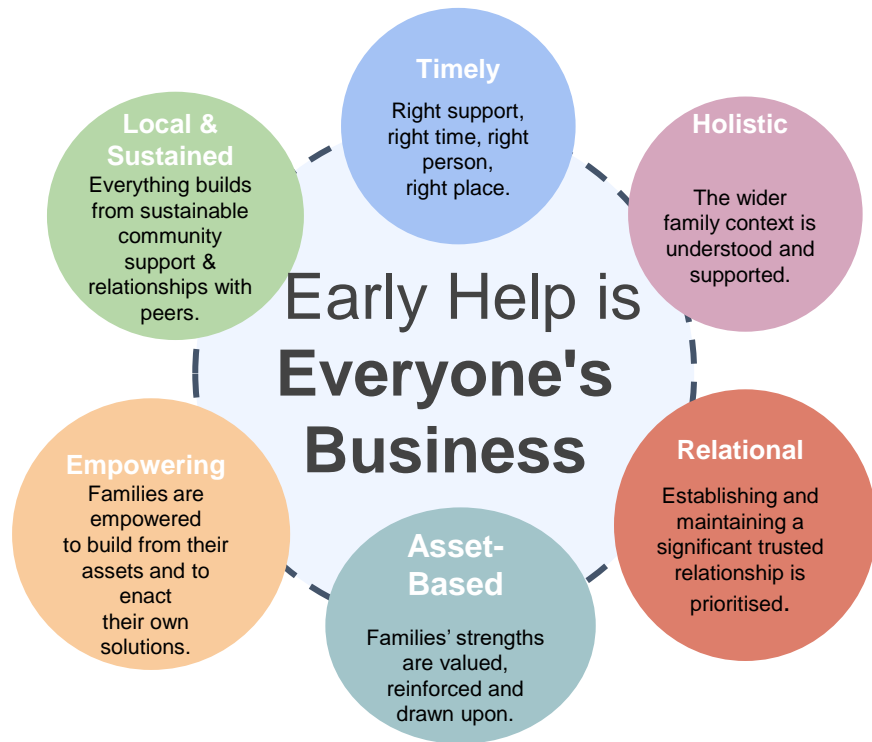 Timely
Right support,
right time, right
person,
right place.
Holistic
The wider
family context is
understood and
supported.
Relational
Establishing and
maintaining a
significant trusted
relationship is
prioritised.
Asset-
Based
Families’ strengths
are valued,
reinforced and
drawn upon.
Empowering
Families are
empowered
to build from their
assets and to
enact
their own
solutions.
Local &
Sustained
Everything builds
from sustainable
community
support &
relationships with
peers.
Early Help is
Everyone's
Business